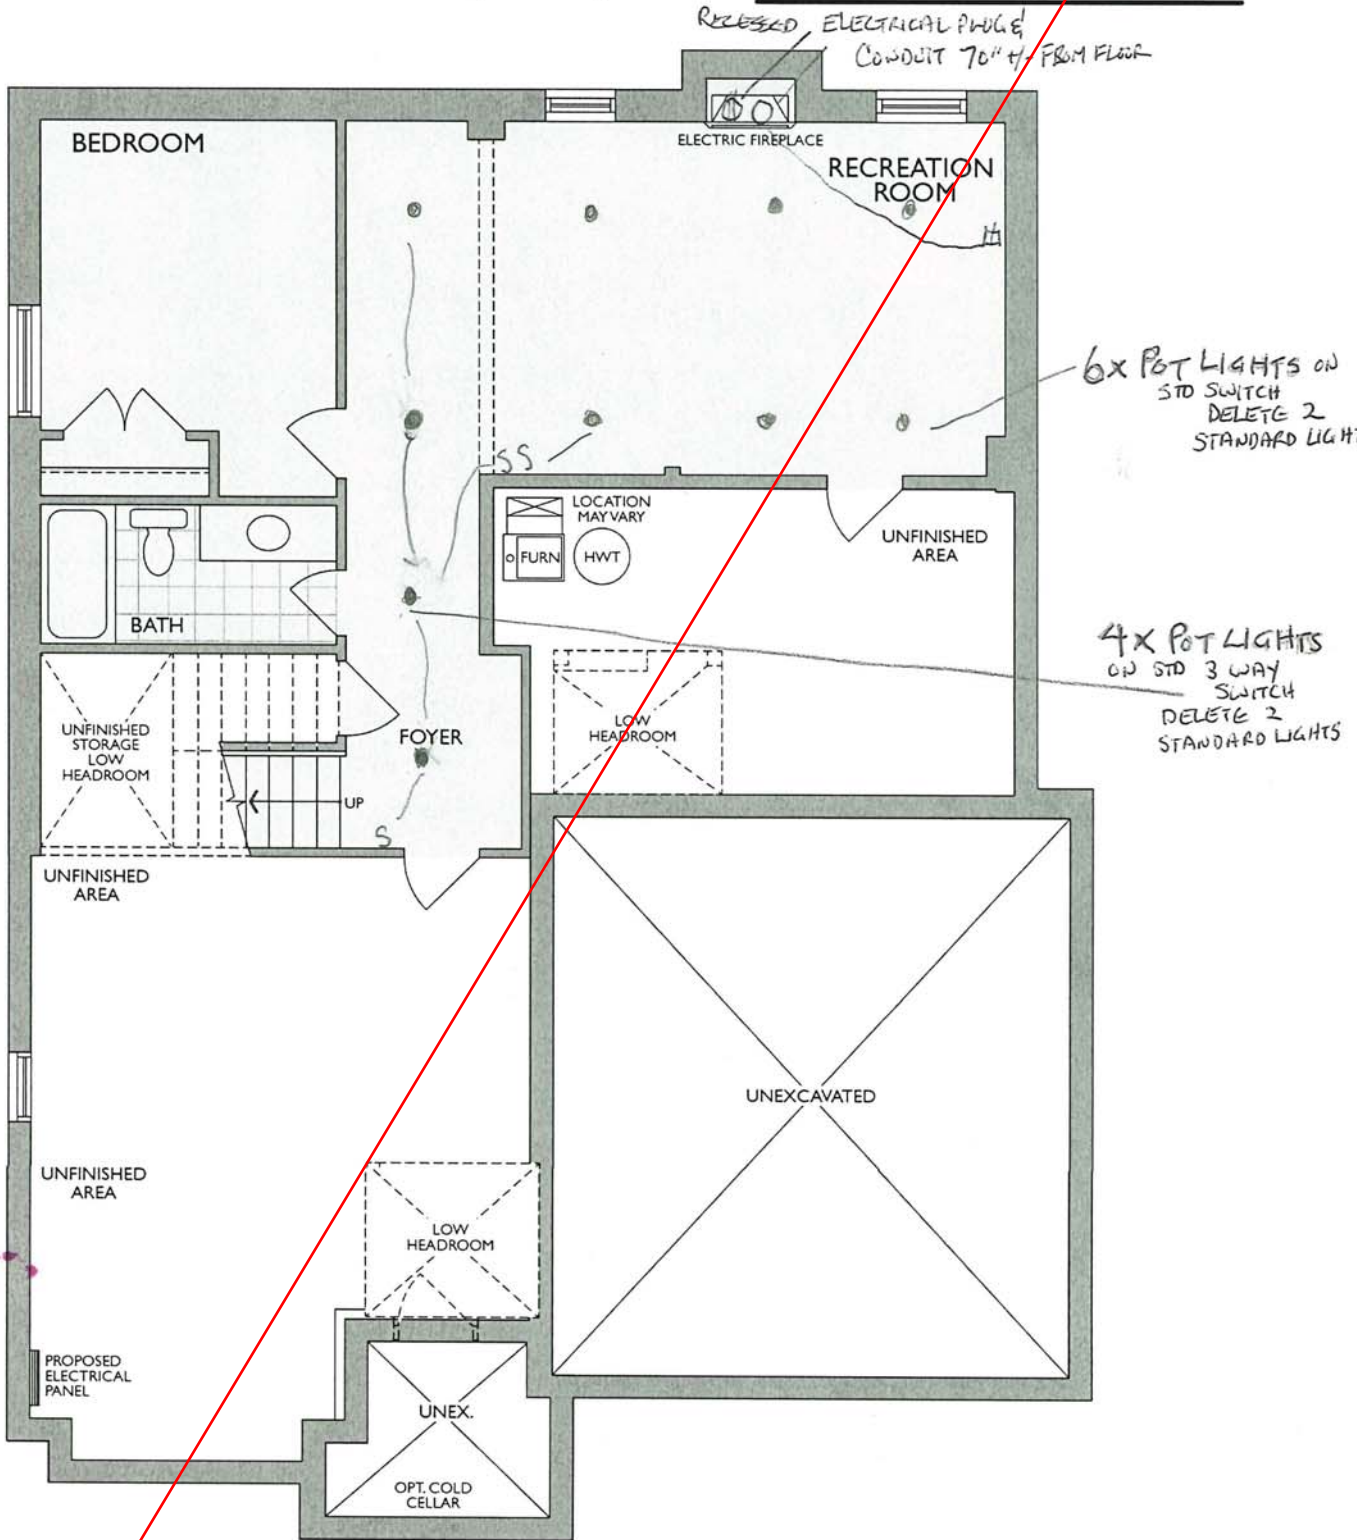 RECESSED ELECTRICAL PLUG &
CONDUIT 70" +/- FROM FLOOR
ELECTRIC FIREPLACE
BEDROOM
RECREATION
ROOM
6x POT LIGHTS ON
STD SWITCH
DELETE 2
STANDARD LIGHT
S S
LOCATION
MAY VARY
FURN
HWT
UNFINISHED
AREA
BATH
4x POT LIGHTS
ON STD 3 WAY
SWITCH
DELETE 2
STANDARD LIGHTS
UNFINISHED
STORAGE
LOW
HEADROOM
FOYER
LOW
HEADROOM
UP
S
UNFINISHED
AREA
UNEXCAVATED
UNFINISHED
AREA
LOW
HEADROOM
PROPOSED
ELECTRICAL
PANEL
UNEX.
OPT. COLD
CELLAR